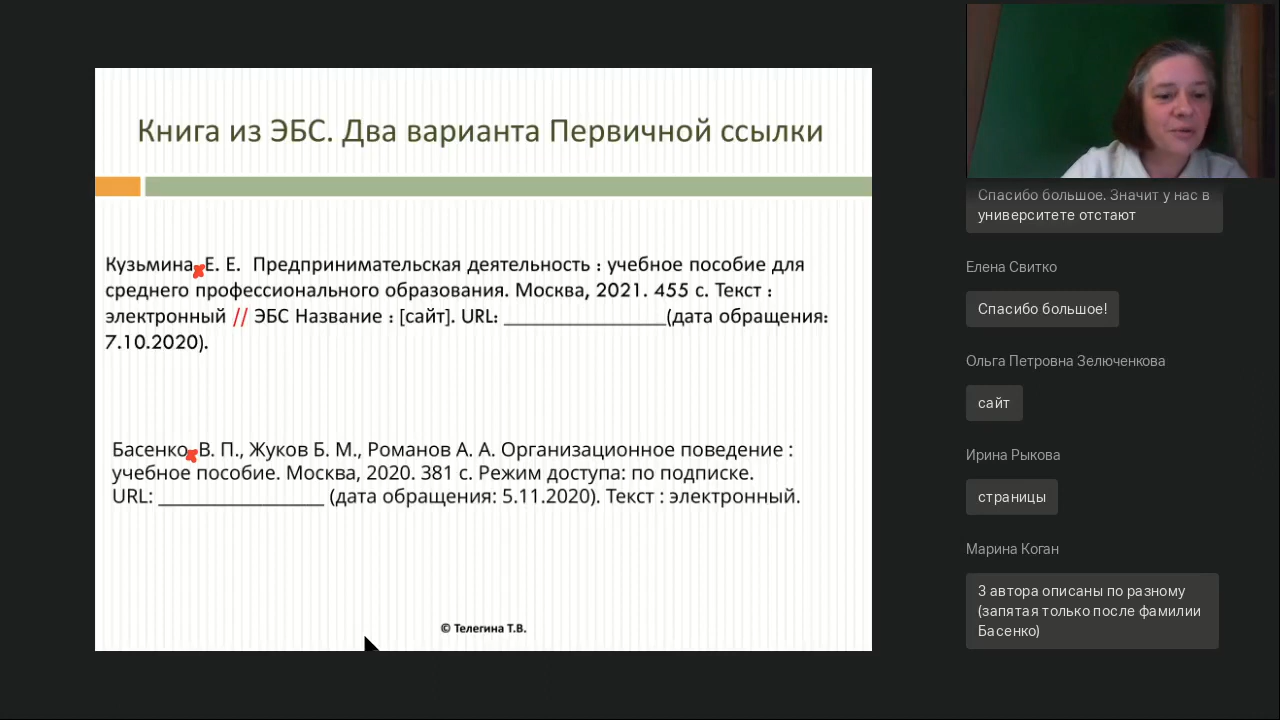 Книга из ЭБС. Два варианта Первичной ссылки
Кузьмина, Е. Е. Предпринимательская деятельность : учебное пособие для
среднего профессионального образования. Москва, 2021. 455 с. Текст :
электронный // ЭБС Название : [сайт]. URL: _________________(дата обращения:
7.10.2020).
Басенко, В. П., Жуков Б. М., Романов А. А. Организационное поведение :
учебное пособие. Москва, 2020. 381 с. Режим доступа: по подписке.
URL: _________________ (дата обращения: 5.11.2020). Текст : электронный.
© Телегина Т.В.
Спасибо большое. Значит у нас в
университете отстают
Елена Свитко
Спасибо большое!
Ольга Петровна Зелюченкова
сайт
Ирина Рыкова
страницы
Марина Коган
3 автора описаны по разному
(запятая только после фамилии
Басенко)